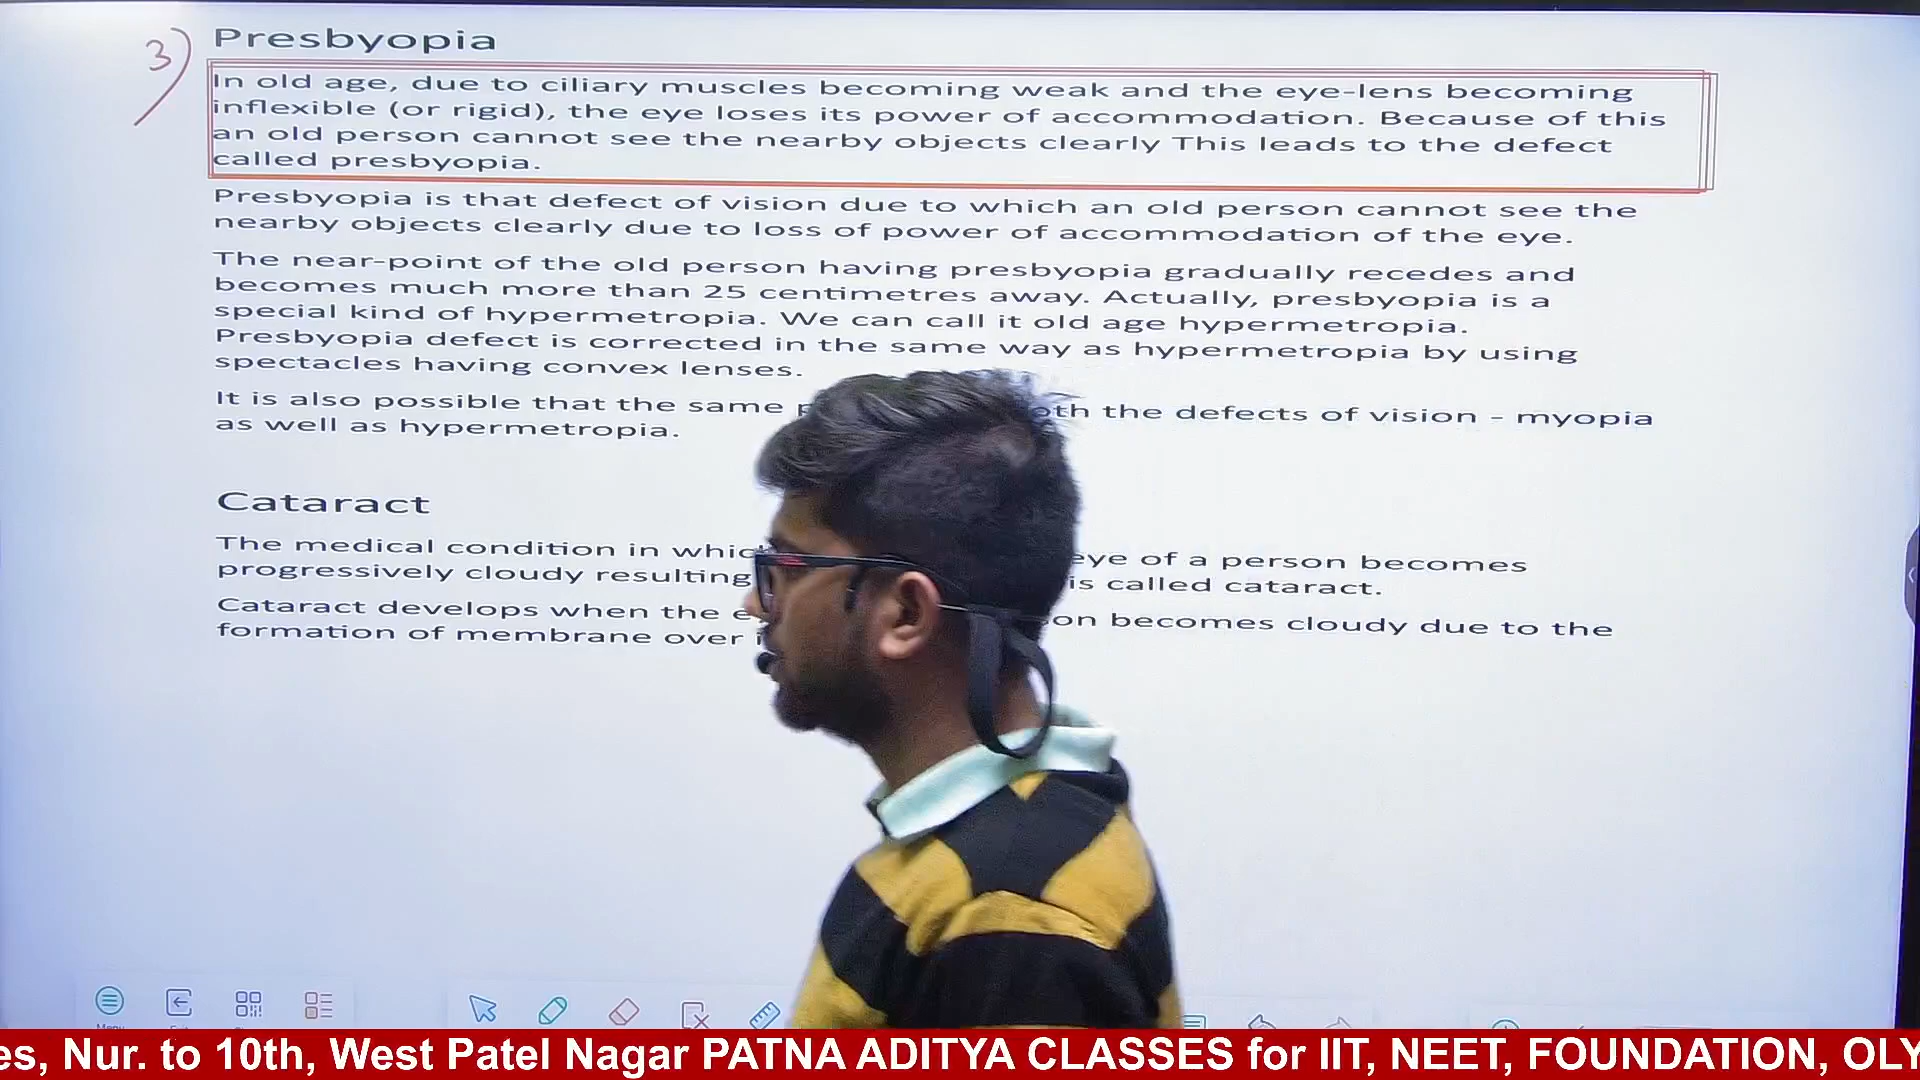 3)
Presbyopia
In old age, due to ciliary muscles becoming weak and the eye-lens becoming
inflexible (or rigid), the eye loses its power of accommodation. Because of this
an old person cannot see the nearby objects clearly This leads to the defect
called presbyopia.
Presbyopia is that defect of vision due to which an old person cannot see the
nearby objects clearly due to loss of power of accommodation of the eye.
The near-point of the old person having presbyopia gradually recedes and
becomes much more than 25 centimetres away. Actually, presbyopia is a
special kind of hypermetropia. We can call it old age hypermetropia.
Presbyopia defect is corrected in the same way as hypermetropia by using
spectacles having convex lenses.
It is also possible that the same the defects of vision - myopia
as well as hypermetropia.
Cataract
The medical condition in eye of a person becomes
progressively cloudy resulting is called cataract.
Cataract develops when the becomes cloudy due to the
formation of membrane over
es, Nur. to 10th, West Patel Nagar PATNA ADITYA CLASSES for IIT, NEET, FOUNDATION, OLY